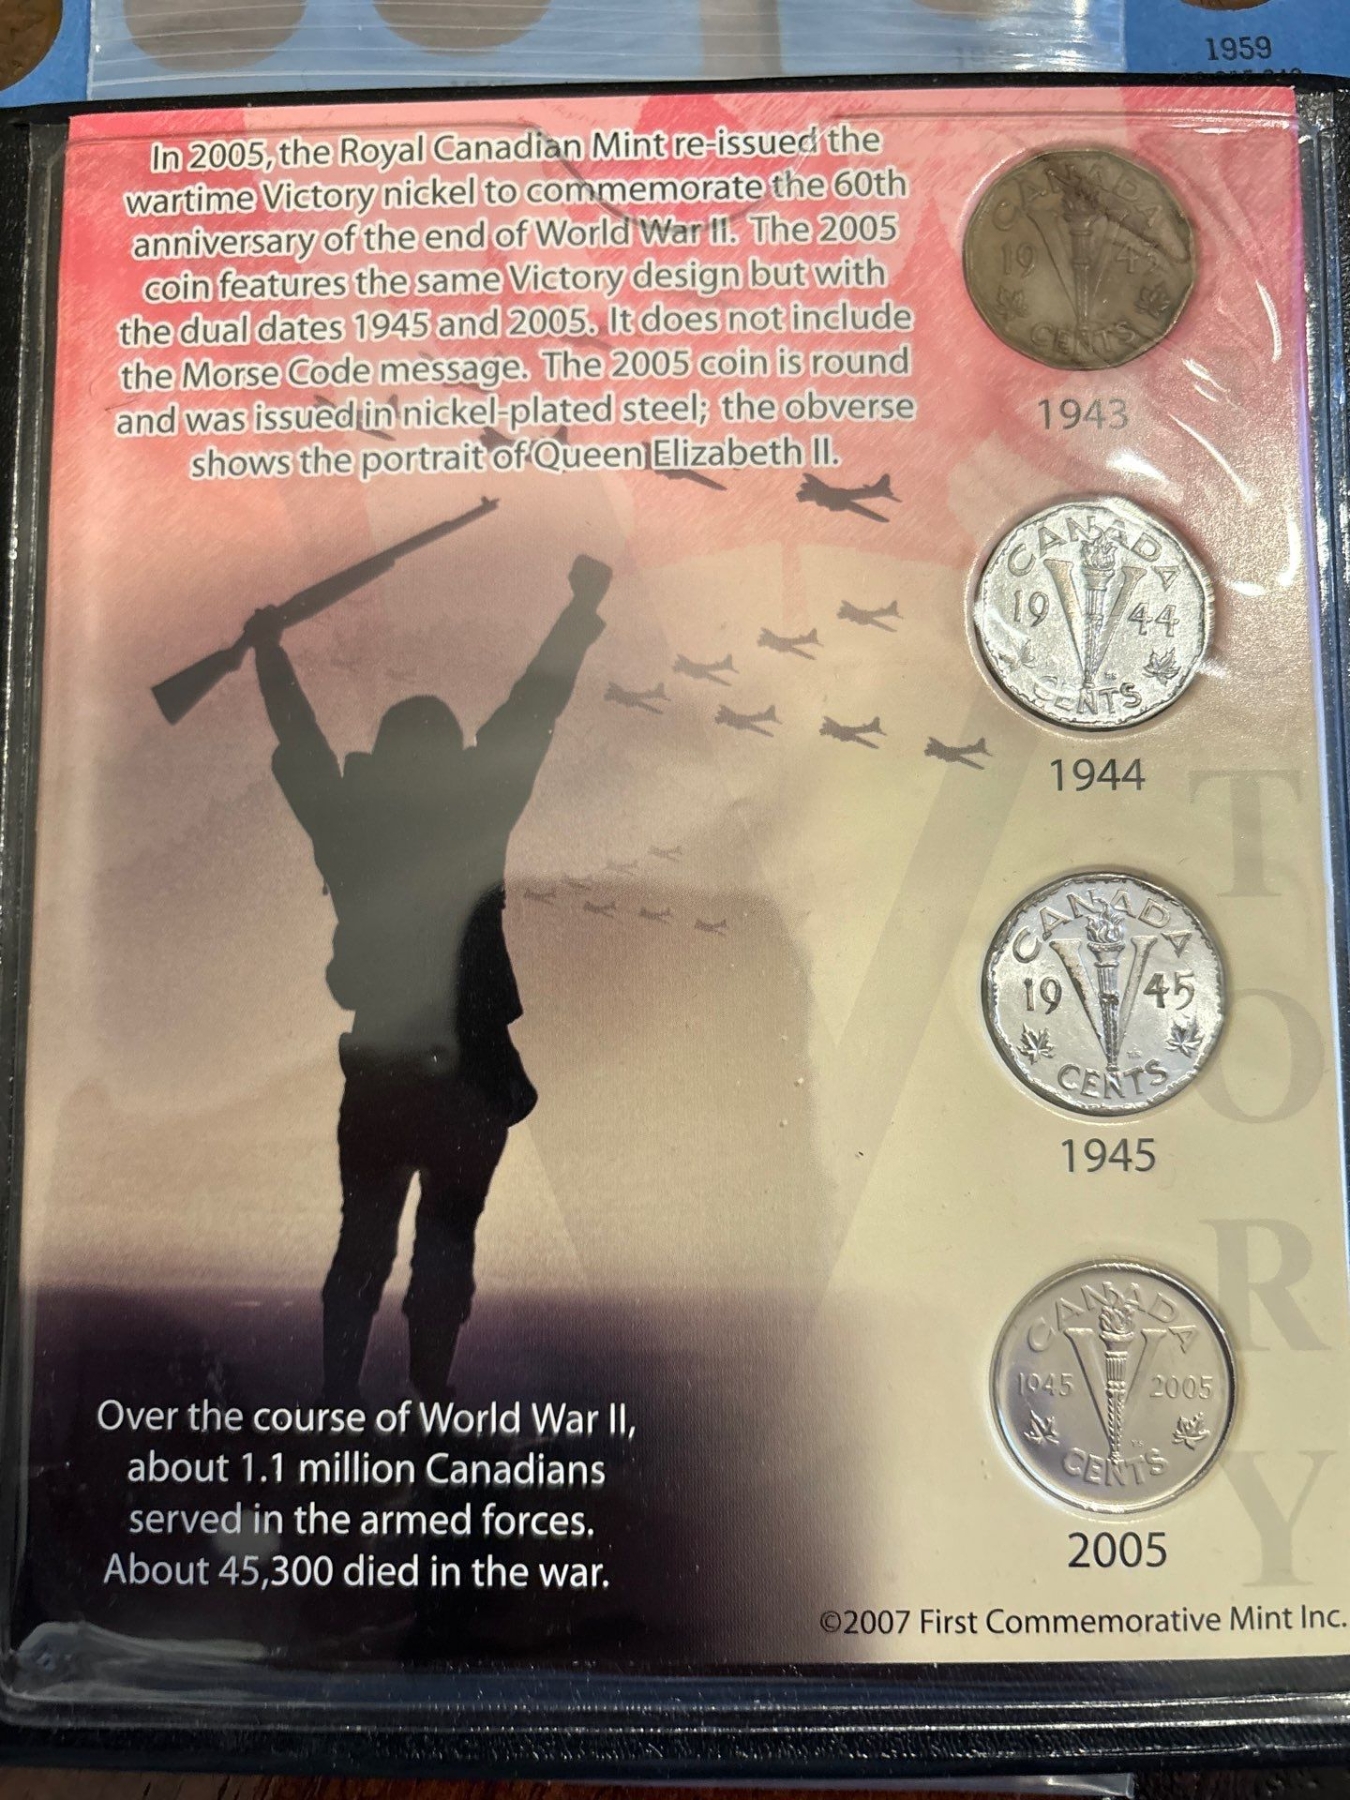 1959
In 2005, the Royal Canadian Mint re-issued the
wartime Victory nickel to commemorate the 60th
anniversary of the end of World War II. The 2005
coin features the same Victory design but with
the dual dates 1945 and 2005. It does not include
the Morse Code message. The 2005 coin is round
and was issued in nickel-plated steel; the obverse
shows the portrait of Queen Elizabeth II.
CANADA
19 43
CENTS
1943
CANADA
19 44
CENTS
1944
CANADA
19 45
CENTS
1945
CANADA
1945 2005
CENTS
2005
T
O
R
Y
Over the course of World War II,
about 1.1 million Canadians
served in the armed forces.
About 45,300 died in the war.
©2007 First Commemorative Mint Inc.